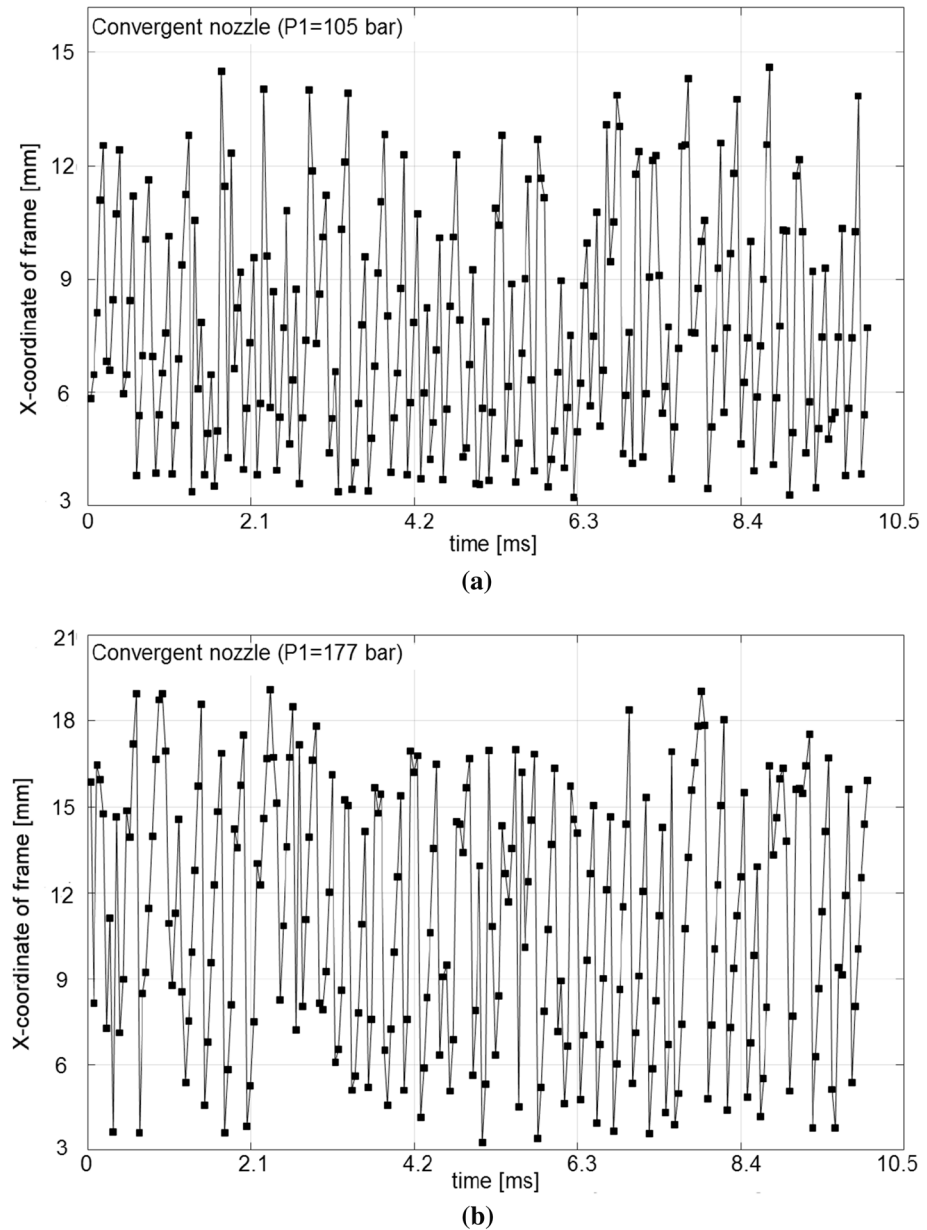 Convergent nozzle (P1=105 bar)
15
12
9
6
3
X-coordinate of frame [mm]
0 2.1 4.2 6.3 8.4 10.5
time [ms]
(a)
21
Convergent nozzle (P1=177 bar)
18
15
12
9
6
3
X-coordinate of frame [mm]
0 2.1 4.2 6.3 8.4 10.5
time [ms]
(b)